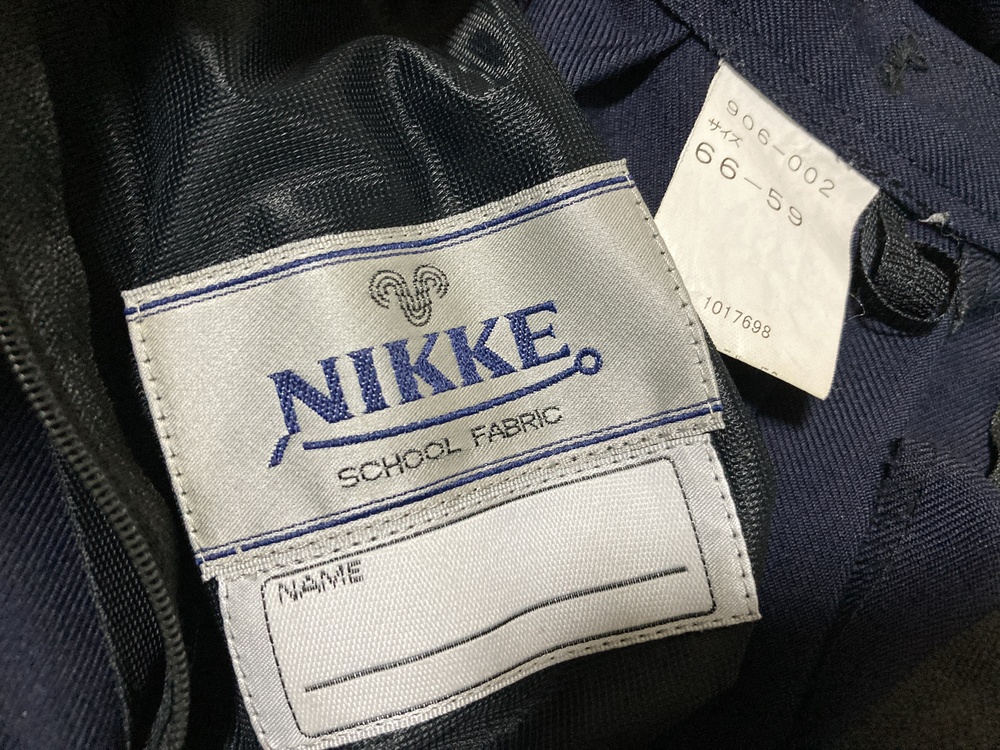 NIKKE
SCHOOL FABRIC
NAME
906-002
サイズ
66-59
1017698